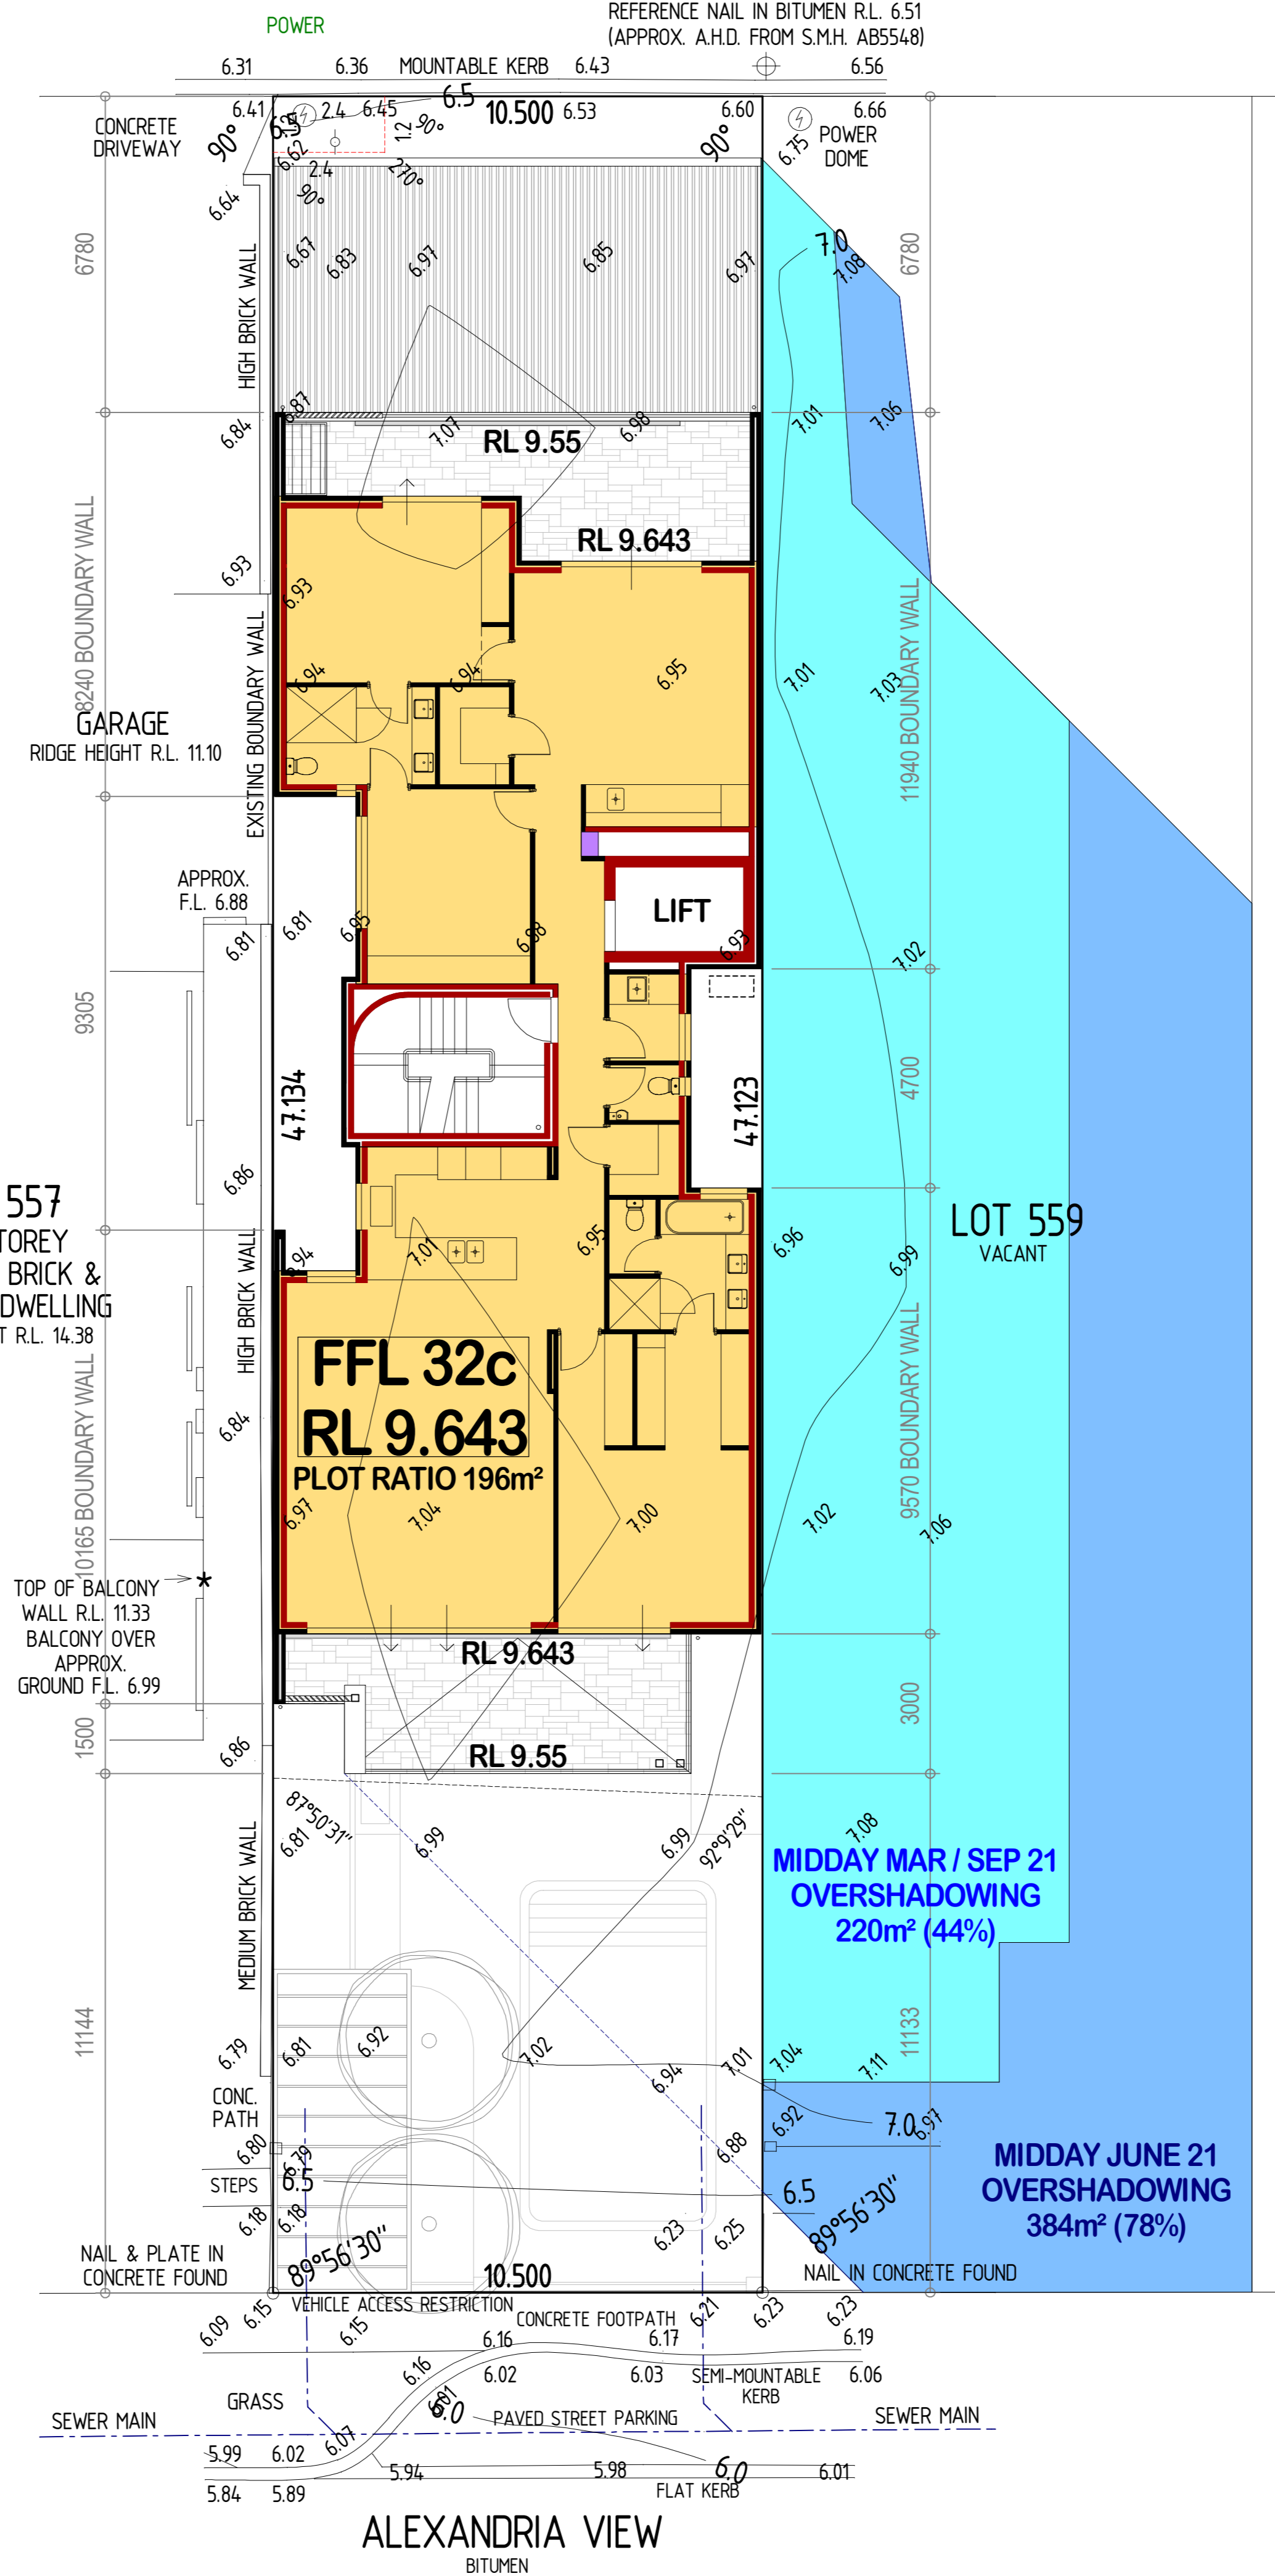 POWER
REFERENCE NAIL IN BITUMEN R.L. 6.51
(APPROX. A.H.D. FROM S.M.H. AB5548)
6.31
6.36
MOUNTABLE KERB
6.43
6.56
6.41
2.4
6.45
6.5
10.500
6.53
6.60
6.66
CONCRETE
DRIVEWAY
90°
6.5
1.2
90°
90°
POWER
DOME
6.75
6.62
2.4
270°
90°
6.64
6780
HIGH BRICK WALL
6.67
6.83
6.97
6.85
6.97
7.0
7.08
6780
6.87
6.84
7.07
RL 9.55
6.98
7.01
7.06
8240 BOUNDARY WALL
RL 9.643
6.93
6.93
EXISTING BOUNDARY WALL
6.94
6.94
6.95
7.01
7.03
11940 BOUNDARY WALL
GARAGE
RIDGE HEIGHT R.L. 11.10
APPROX.
F.L. 6.88
6.81
6.81
6.95
6.98
LIFT
6.93
7.02
9305
47.134
47.123
4700
6.86
557
TOREY
BRICK &
DWELLING
T R.L. 14.38
HIGH BRICK WALL
6.94
7.01
6.95
6.96
6.99
LOT 559
VACANT
FFL 32c
RL 9.643
PLOT RATIO 196m²
10165 BOUNDARY WALL
6.84
9570 BOUNDARY WALL
6.97
7.04
7.00
7.02
7.06
TOP OF BALCONY
WALL R.L. 11.33
BALCONY OVER
APPROX.
GROUND F.L. 6.99
RL 9.643
1500
3000
6.86
RL 9.55
87°50'31"
6.81
6.99
6.99
92°9'29"
7.08
MIDDAY MAR / SEP 21
OVERSHADOWING
220m² (44%)
MEDIUM BRICK WALL
11144
11133
6.79
6.81
6.92
7.02
6.94
7.01
7.04
7.11
CONC.
PATH
6.80
6.79
6.88
6.92
7.0
6.97
STEPS
6.5
6.5
MIDDAY JUNE 21
OVERSHADOWING
384m² (78%)
6.18
6.18
6.23
6.25
89°56'30"
89°56'30"
NAIL & PLATE IN
CONCRETE FOUND
10.500
NAIL IN CONCRETE FOUND
VEHICLE ACCESS RESTRICTION
CONCRETE FOOTPATH
6.09
6.15
6.15
6.16
6.17
6.21
6.23
6.23
6.19
6.16
6.02
6.03
SEMI-MOUNTABLE
KERB
6.06
GRASS
6.01
6.0
SEWER MAIN
PAVED STREET PARKING
SEWER MAIN
6.07
5.99
6.02
5.94
5.98
6.0
6.01
5.84
5.89
FLAT KERB
ALEXANDRIA VIEW
BITUMEN